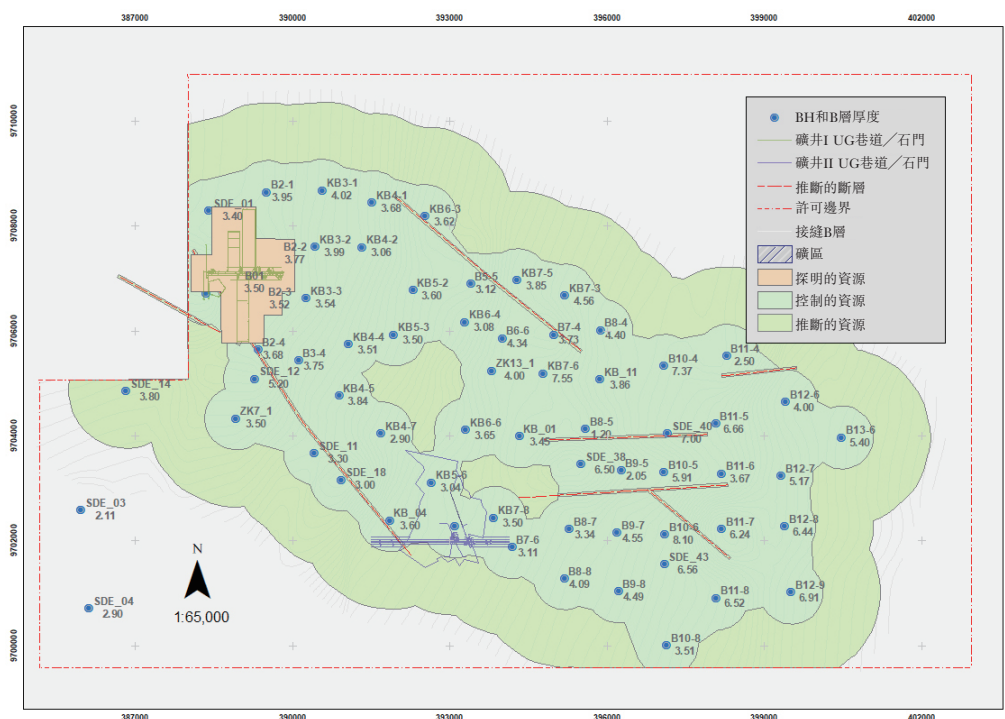 387000
390000
393000
396000
399000
402000
9710000
9708000
9706000
9704000
9702000
9700000
BH和B層厚度
礦井I UG巷道／石門
礦井II UG巷道／石門
推斷的斷层
許可邊界
接縫B層
礦區
探明的資源
控制的資源
推斷的資源
B2-1
3.95
KB3-1
4.02
KB4-1
3.68
SDE_01
3.40
KB6-3
3.62
B2-2
3.77
KB3-2
3.99
KB4-2
3.06
B01
3.50
B2-3
3.52
KB3-3
3.54
KB5-2
3.60
B5-5
3.12
KB7-5
3.85
KB7-3
4.56
KB6-4
3.08
B6-6
4.34
B7-4
3.73
B8-4
4.40
B2-4
3.68
B3-4
3.75
KB4-4
3.51
KB5-3
3.50
SDE_12
5.20
ZK13_1
4.00
KB7-6
7.55
KB_11
3.86
B10-4
7.37
B11-4
2.50
SDE_14
3.80
KB4-5
3.84
B12-6
4.00
ZK7_1
3.50
KB4-7
2.90
KB6-6
3.65
KB_01
3.45
B8-5
1.20
SDE_40
7.00
B11-5
6.66
B13-6
5.40
SDE_11
3.30
SDE_18
3.00
KB5-6
3.04
SDE_38
6.50
B9-5
2.05
B10-5
5.91
B11-6
3.67
B12-7
5.17
SDE_03
2.11
KB_04
3.60
KB7-8
3.50
B7-6
3.11
B8-7
3.34
B9-7
4.55
B10-6
8.10
B11-7
6.24
B12-8
6.44
SDE_43
6.56
B8-8
4.09
B9-8
4.49
B11-8
6.52
B12-9
6.91
SDE_04
2.90
B10-8
3.51
N
1:65,000
387000
390000
393000
396000
399000
402000